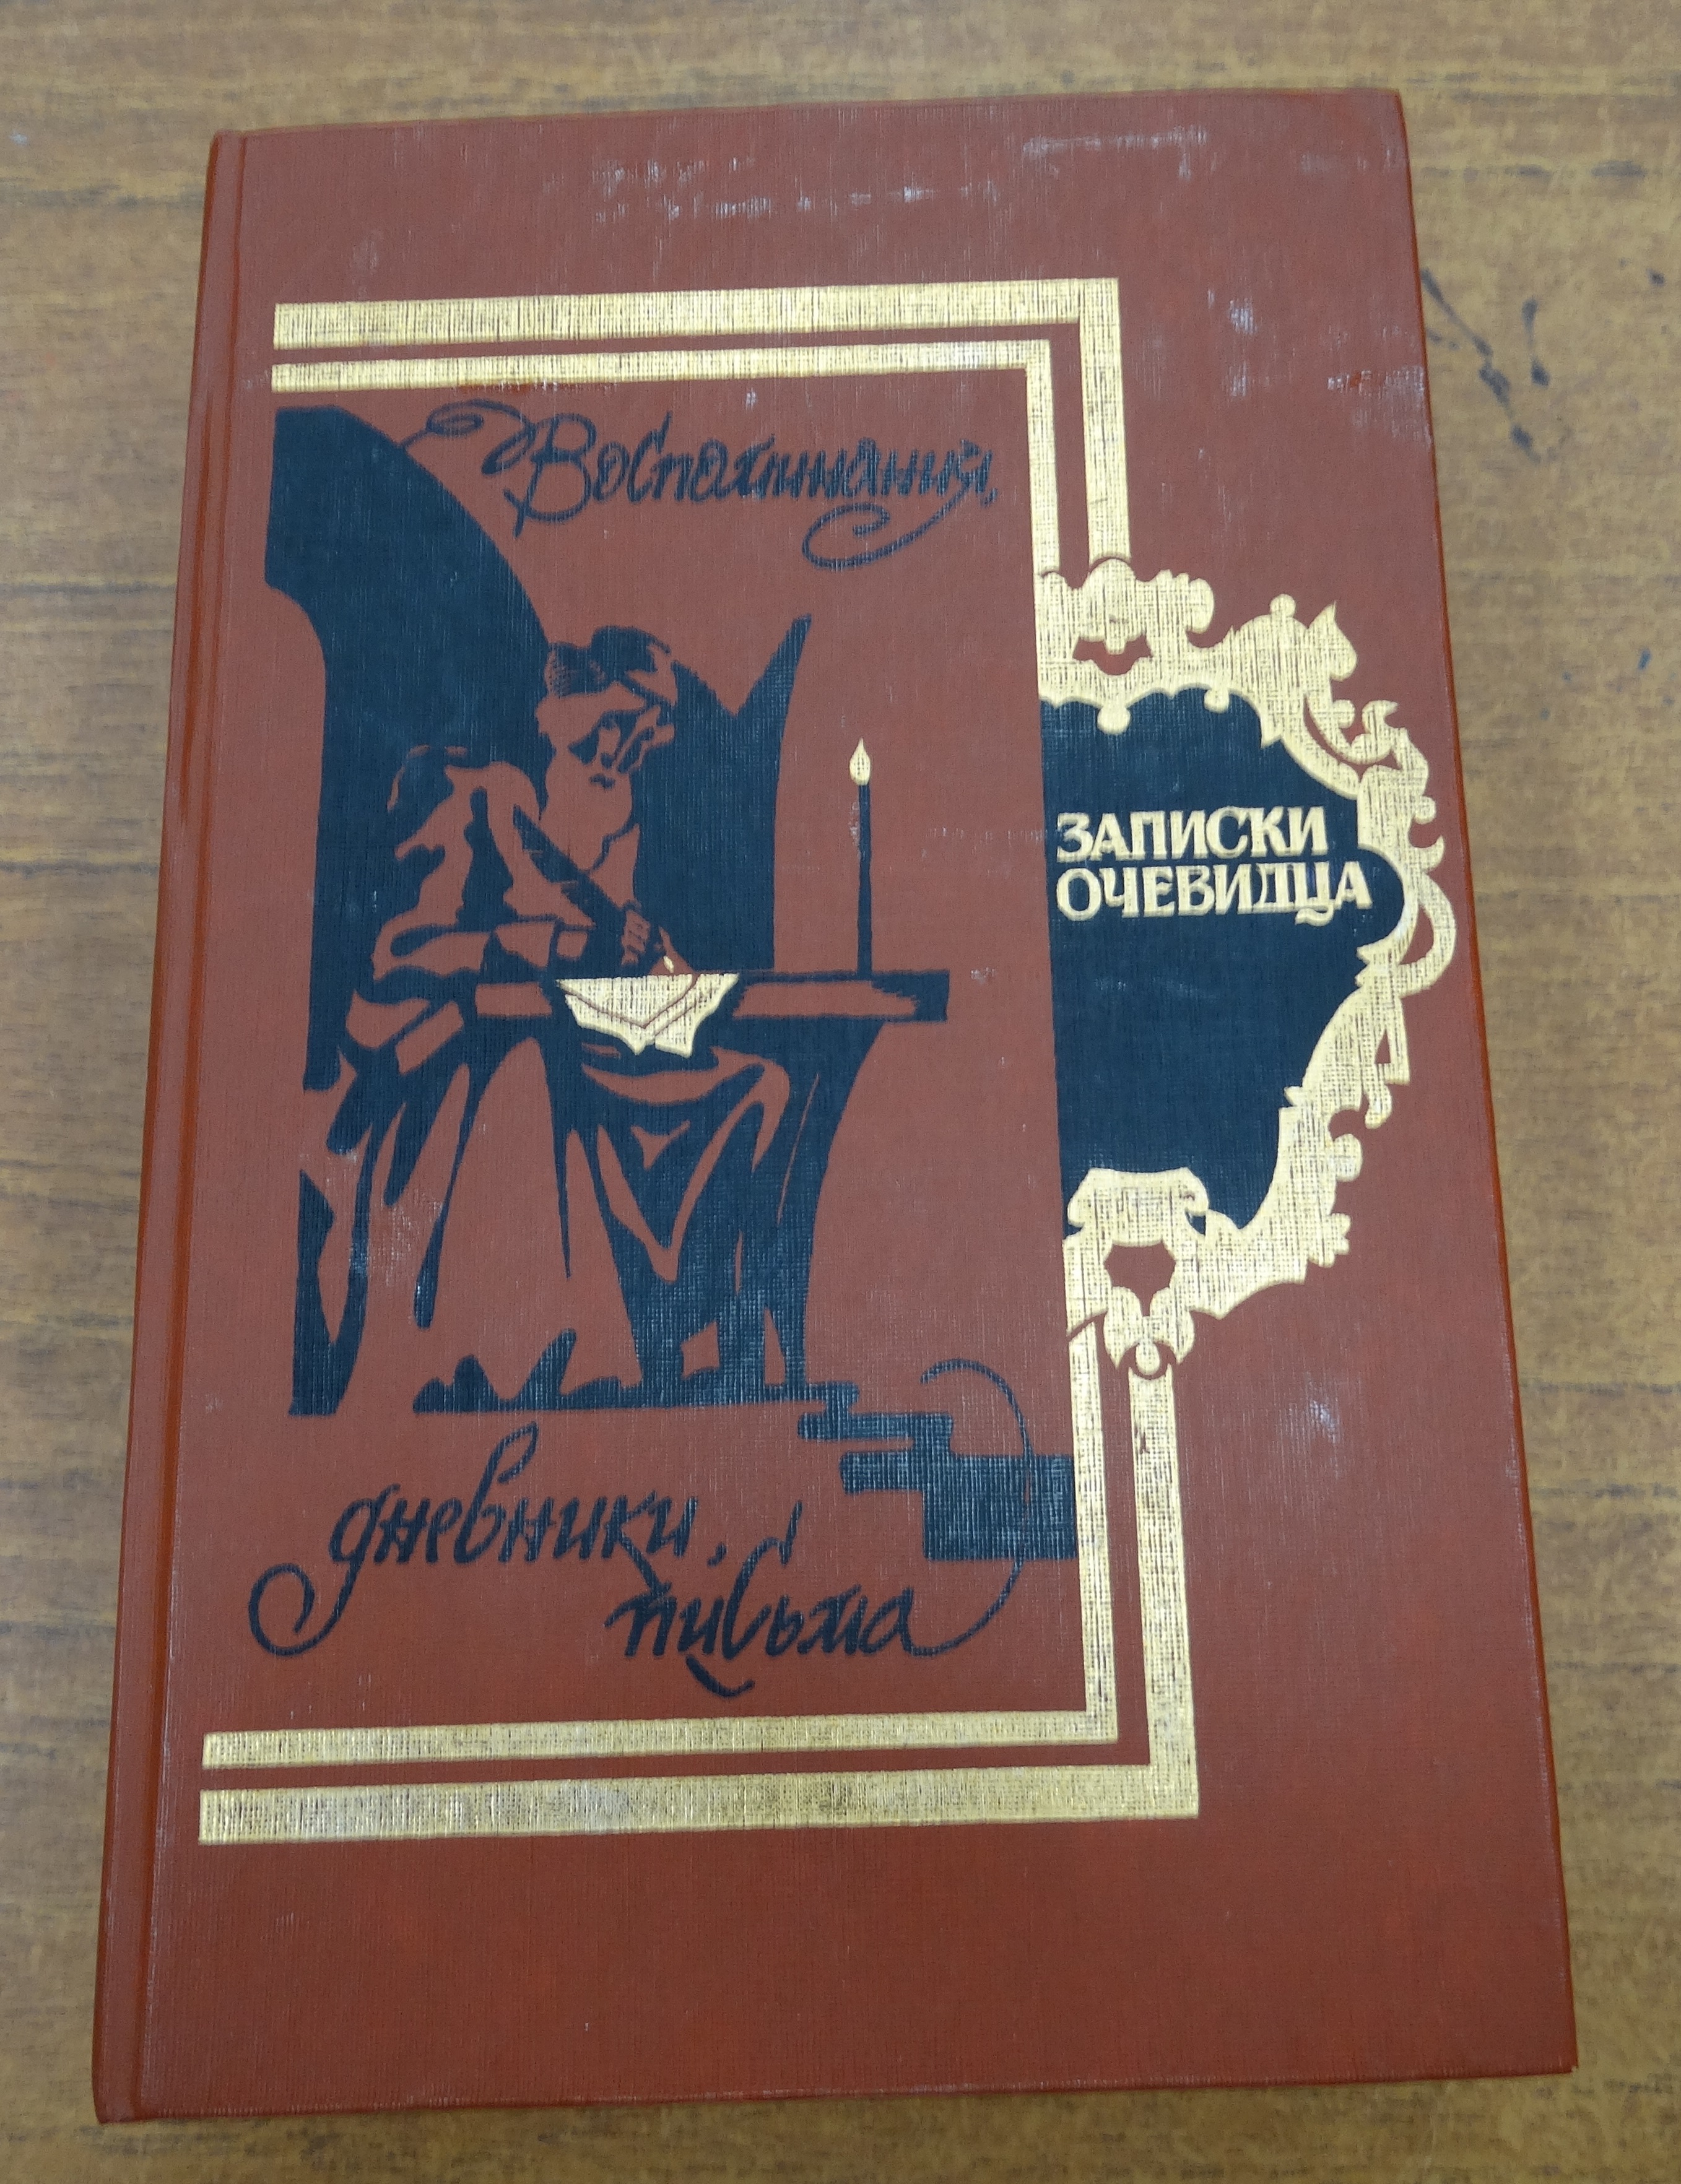 Воспоминания,
ЗАПИСКИ
ОЧЕВИДЦА
дневники,
письма